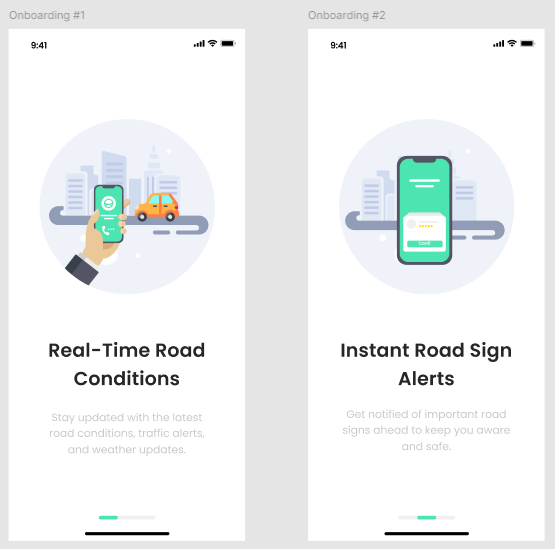 Onboarding #1
9:41
Real-Time Road
Conditions
Stay updated with the latest
road conditions, traffic alerts,
and weather updates.
Onboarding #2
9:41
Instant Road Sign
Alerts
Get notified of important road
signs ahead to keep you aware
and safe.